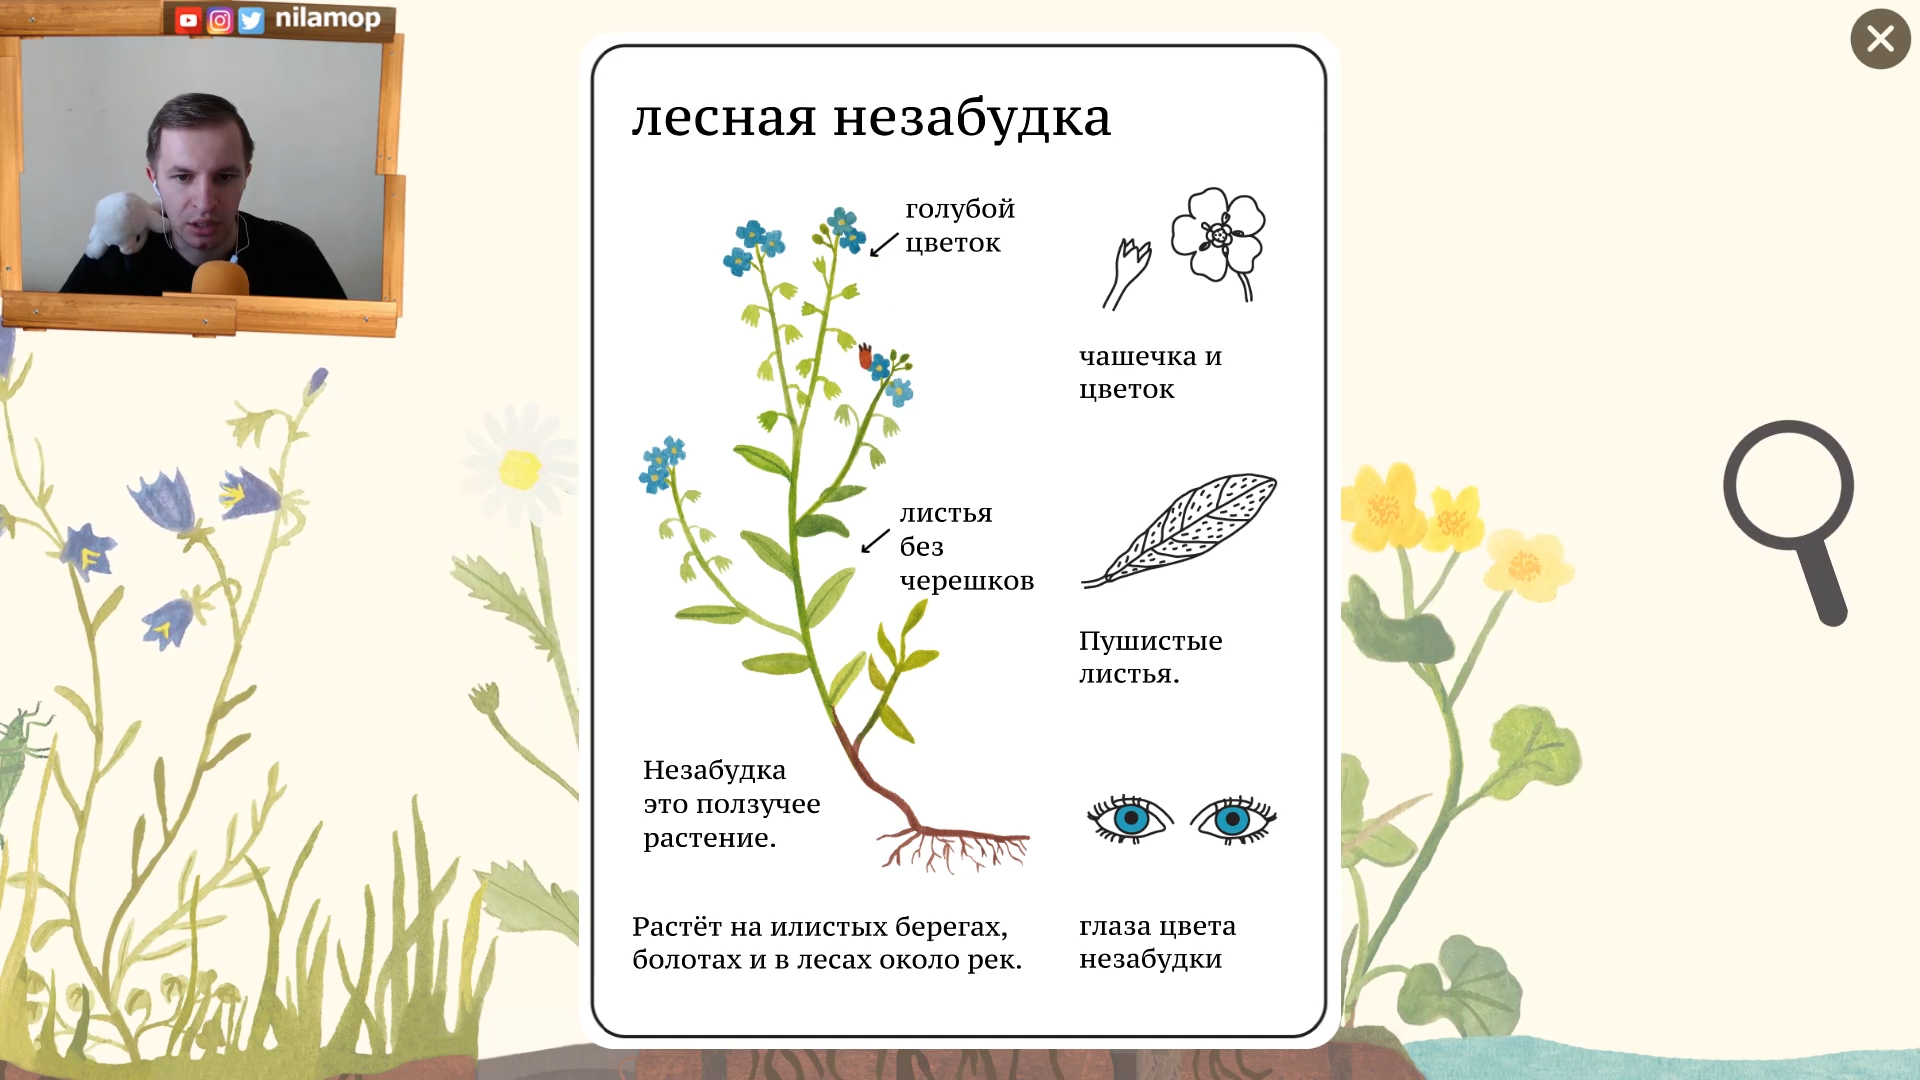 nilamop
лесная незабудка
голубой
цветок
чашечка и
цветок
листья
без
черешков
Пушистые
листья.
Незабудка
это ползучее
растение.
Растёт на илистых берегах,
болотах и в лесах около рек.
глаза цвета
незабудки